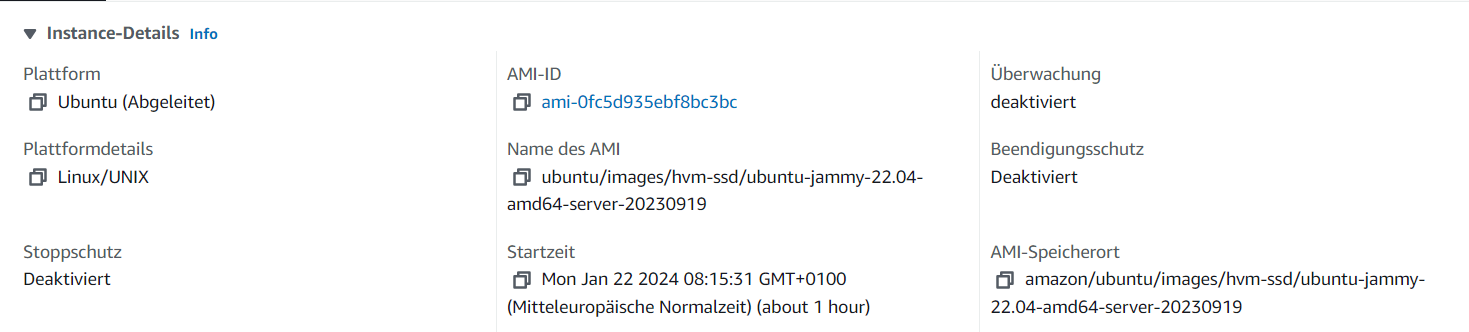 Instance-Details Info
Plattform
Ubuntu (Abgeleitet)
AMI-ID
ami-0fc5d935ebf8bc3bc
Überwachung
deaktiviert
Plattformdetails
Linux/UNIX
Name des AMI
ubuntu/images/hvm-ssd/ubuntu-jammy-22.04-
amd64-server-20230919
Beendigungsschutz
Deaktiviert
Stoppschutz
Deaktiviert
Startzeit
Mon Jan 22 2024 08:15:31 GMT+0100
(Mitteleuropäische Normalzeit) (about 1 hour)
AMI-Speicherort
amazon/ubuntu/images/hvm-ssd/ubuntu-jammy-
22.04-amd64-server-20230919